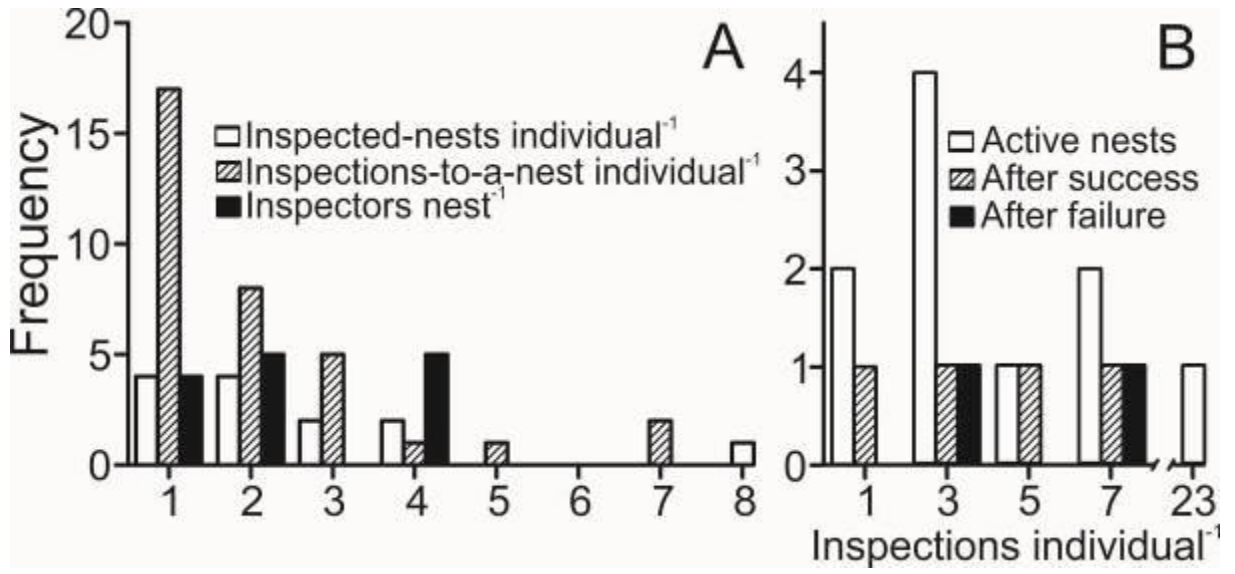 A
B
Frequency
20
15
10
5
0
Inspected-nests individual⁻¹
Inspections-to-a-nest individual⁻¹
Inspectors nest⁻¹
1 2 3 4 5 6 7 8
4
3
2
1
0
Active nests
After success
After failure
1 3 5 7 23
Inspections individual⁻¹